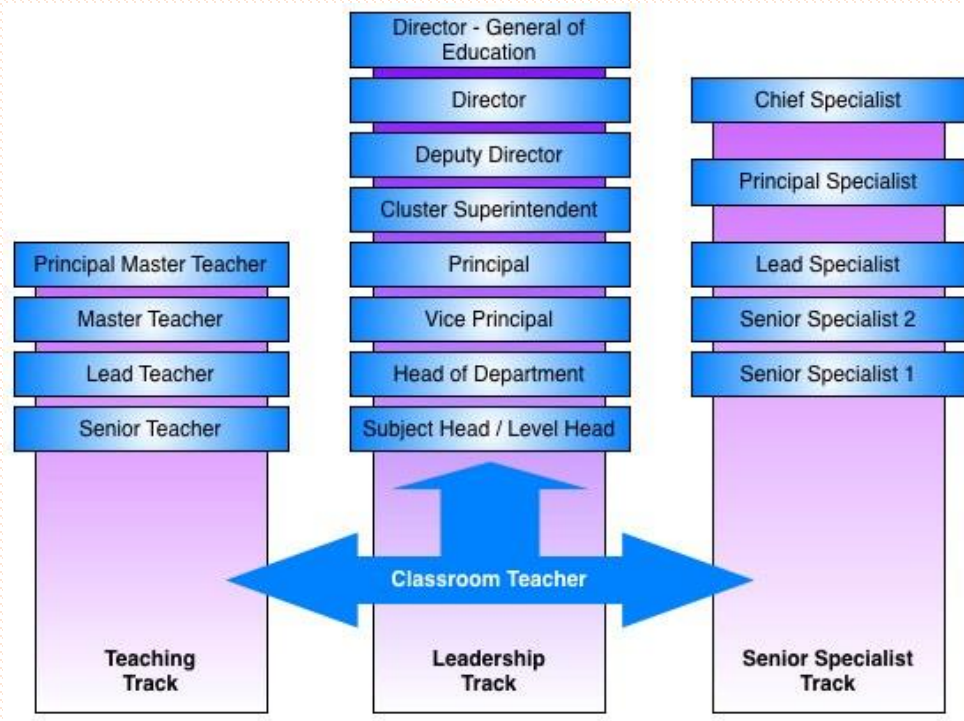 Principal Master Teacher
Master Teacher
Lead Teacher
Senior Teacher
Teaching
Track
Director - General of
Education
Director
Deputy Director
Cluster Superintendent
Principal
Vice Principal
Head of Department
Subject Head / Level Head
Classroom Teacher
Leadership
Track
Chief Specialist
Principal Specialist
Lead Specialist
Senior Specialist 2
Senior Specialist 1
Senior Specialist
Track